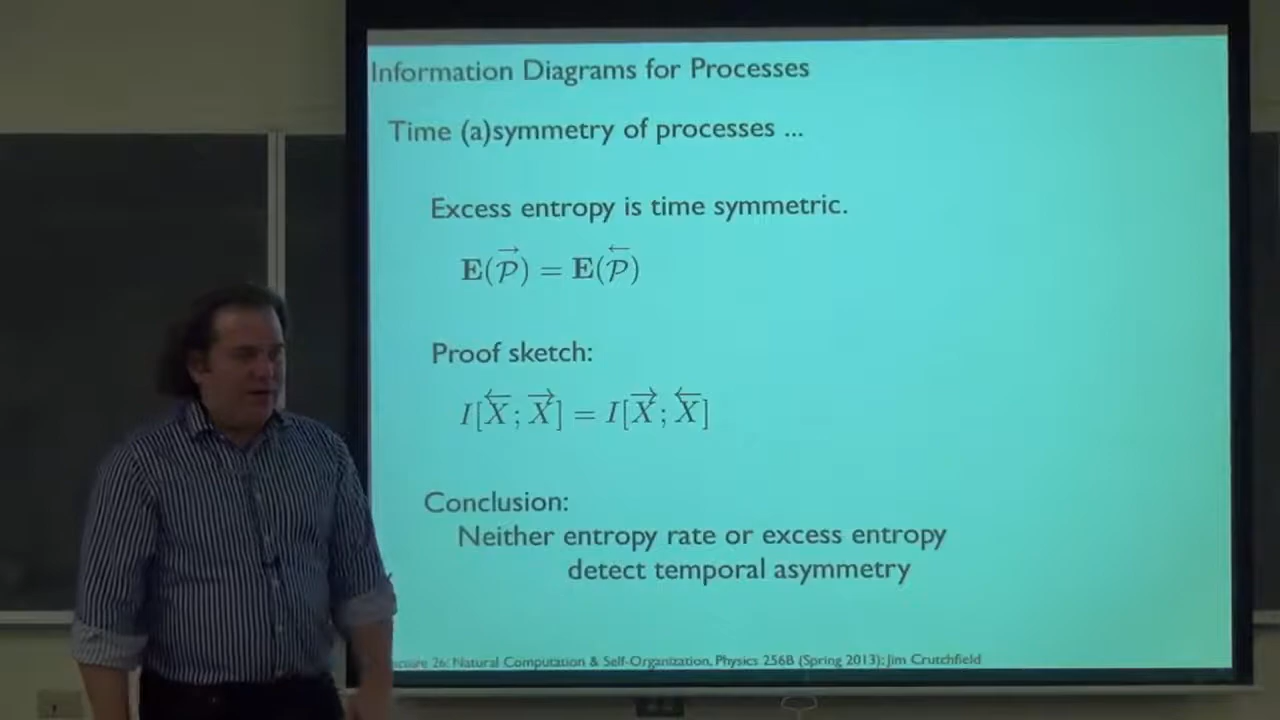 Information Diagrams for Processes
Time (a)symmetry of processes ...
Excess entropy is time symmetric.
E(𝒫⃗) = E(𝒫⃖)
Proof sketch:
I[X⃖; X⃗] = I[X⃗; X⃖]
Conclusion:
Neither entropy rate or excess entropy
detect temporal asymmetry
26: Natural Computation & Self-Organization, Physics 256B (Spring 2013); Jim Crutchfield